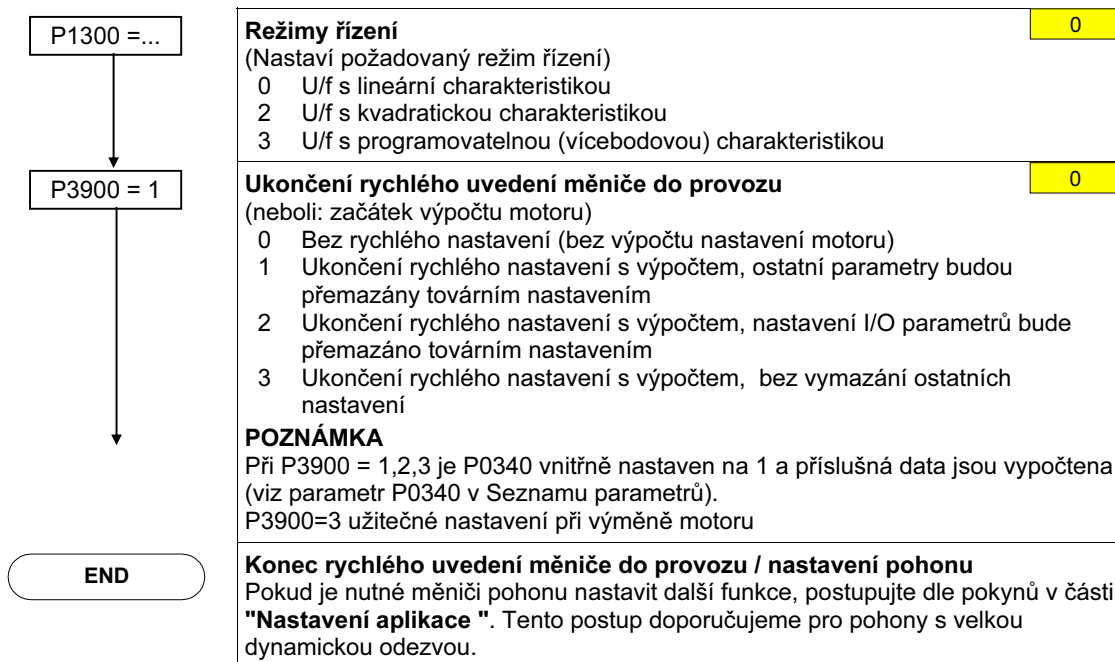 P1300 =...
Režimy řízení
0
(Nastaví požadovaný režim řízení)
0 U/f s lineární charakteristikou
2 U/f s kvadratickou charakteristikou
3 U/f s programovatelnou (vícebodovou) charakteristikou
P3900 = 1
Ukončení rychlého uvedení měniče do provozu
0
(neboli: začátek výpočtu motoru)
0 Bez rychlého nastavení (bez výpočtu nastavení motoru)
1 Ukončení rychlého nastavení s výpočtem, ostatní parametry budou
přemazány továrním nastavením
2 Ukončení rychlého nastavení s výpočtem, nastavení I/O parametrů bude
přemazáno továrním nastavením
3 Ukončení rychlého nastavení s výpočtem, bez vymazání ostatních
nastavení
POZNÁMKA
Při P3900 = 1,2,3 je P0340 vnitřně nastaven na 1 a příslušná data jsou vypočtena
(viz parametr P0340 v Seznamu parametrů).
P3900=3 užitečné nastavení při výměně motoru
END
Konec rychlého uvedení měniče do provozu / nastavení pohonu
Pokud je nutné měniči pohonu nastavit další funkce, postupujte dle pokynů v části
"Nastavení aplikace ". Tento postup doporučujeme pro pohony s velkou
dynamickou odezvou.